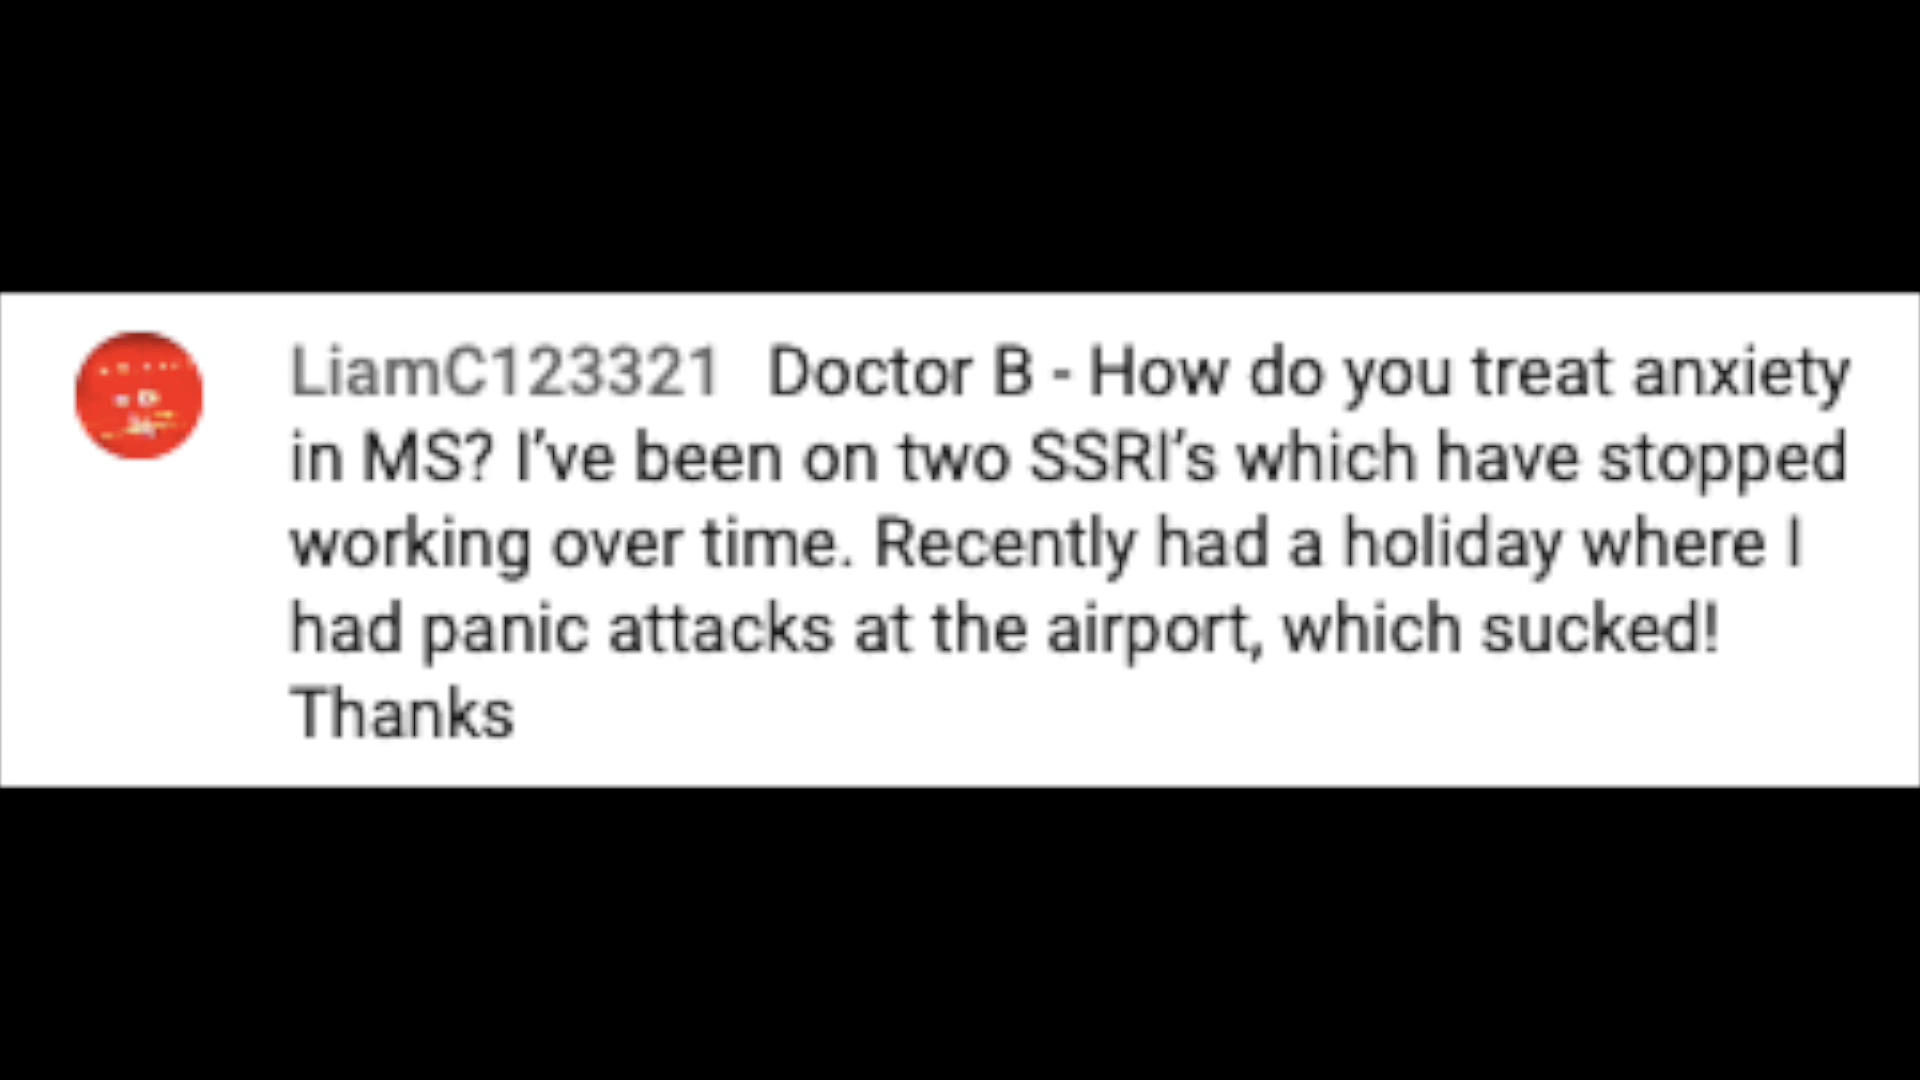 LiamC123321 Doctor B - How do you treat anxiety
in MS? I've been on two SSRI's which have stopped
working over time. Recently had a holiday where I
had panic attacks at the airport, which sucked!
Thanks